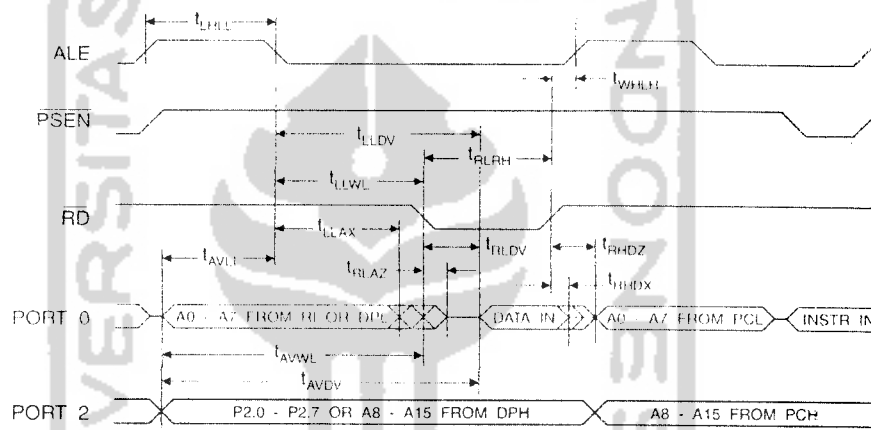 tLHLL
ALE
tWHLH
PSEN
tLLDV
tRLRH
tLLWL
RD
tLLAX
tRLDV
tRHDZ
tAVLL
tRLAZ
tRHDX
PORT 0
A0 - A7 FROM RI OR DPL
DATA IN
A0 - A7 FROM PCL
INSTR IN
tAVWL
tAVDV
PORT 2
P2.0 - P2.7 OR A8 - A15 FROM DPH
A8 - A15 FROM PCH
VERSITAS